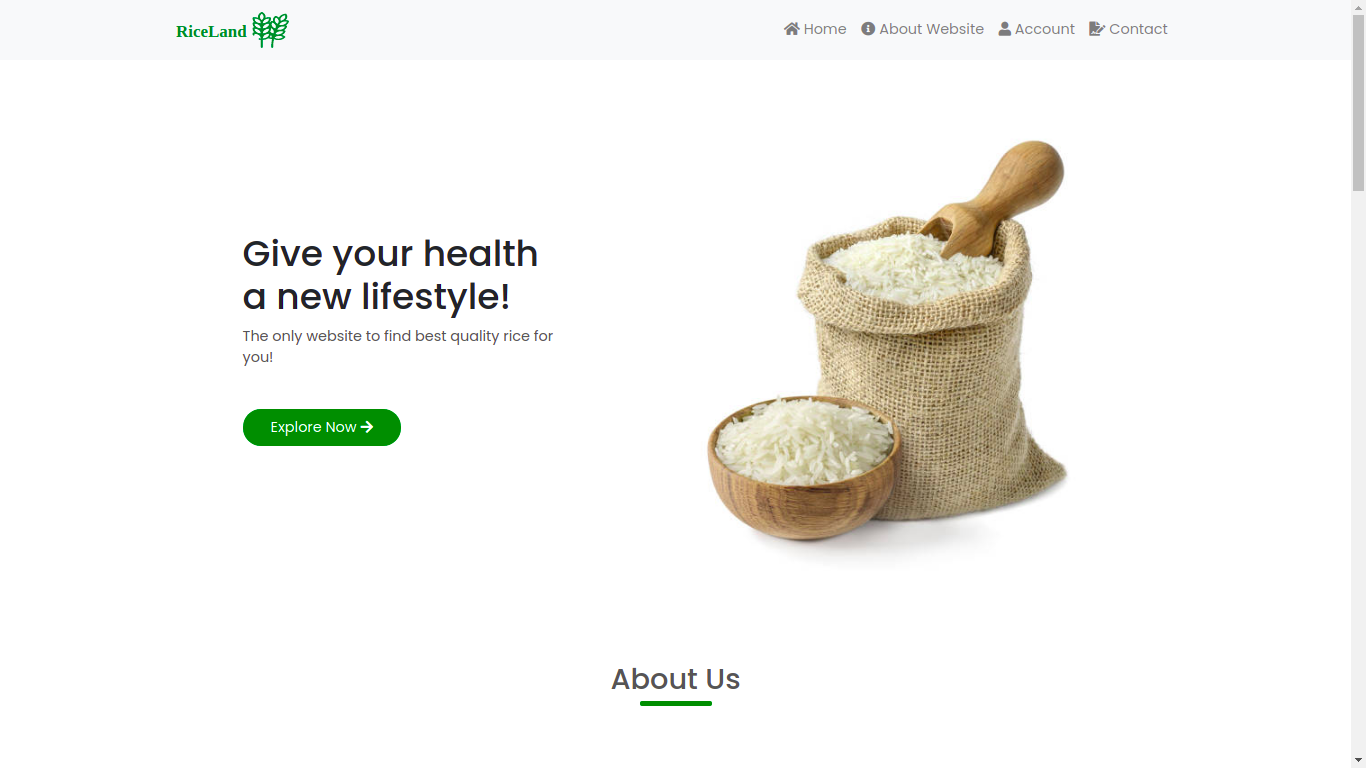 RiceLand
Home
About Website
Account
Contact
Give your health
a new lifestyle!
The only website to find best quality rice for
you!
Explore Now
About Us